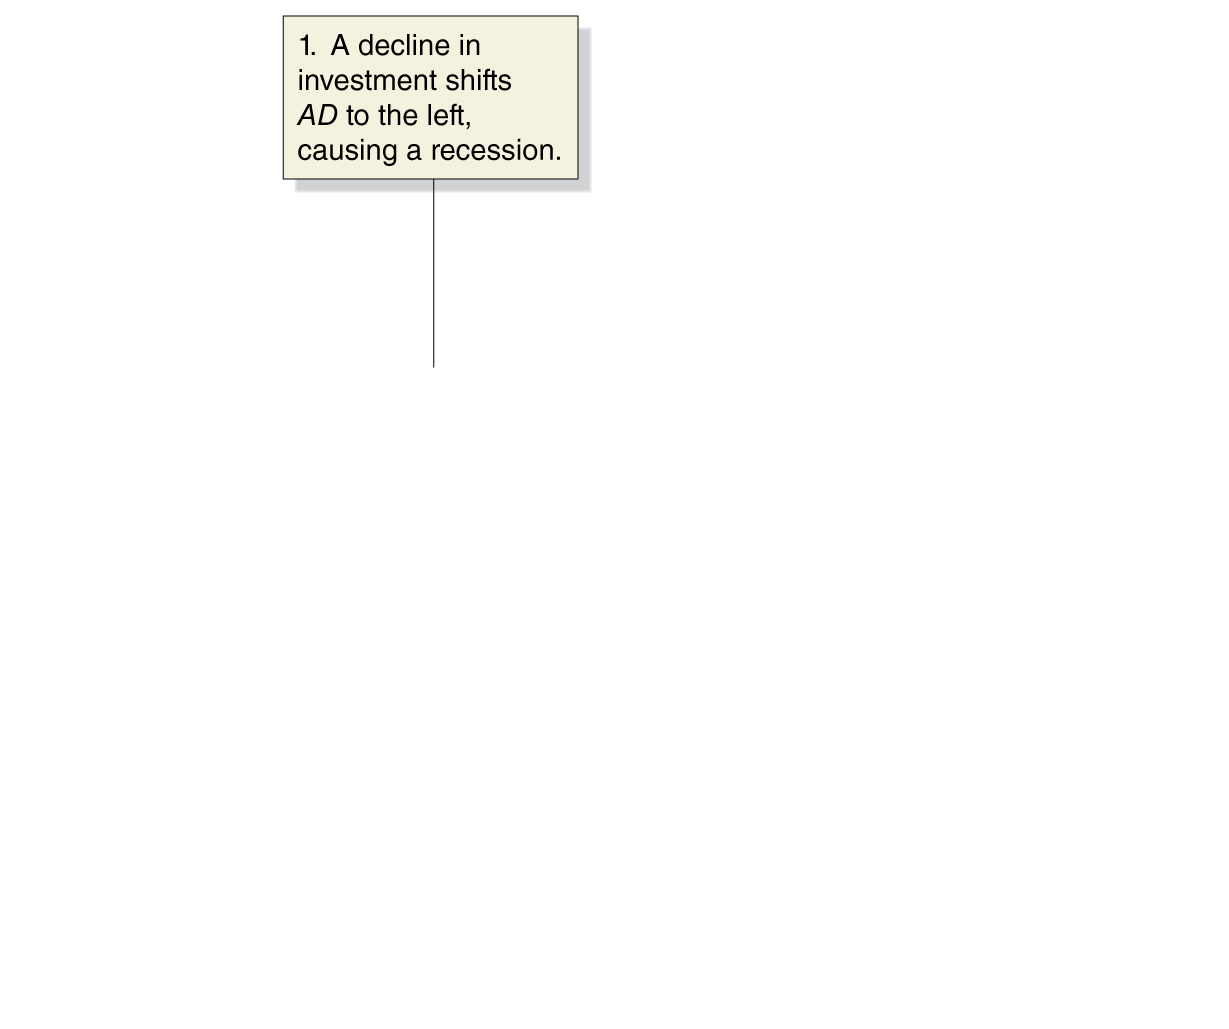 1. A decline in
investment shifts
AD to the left,
causing a recession.